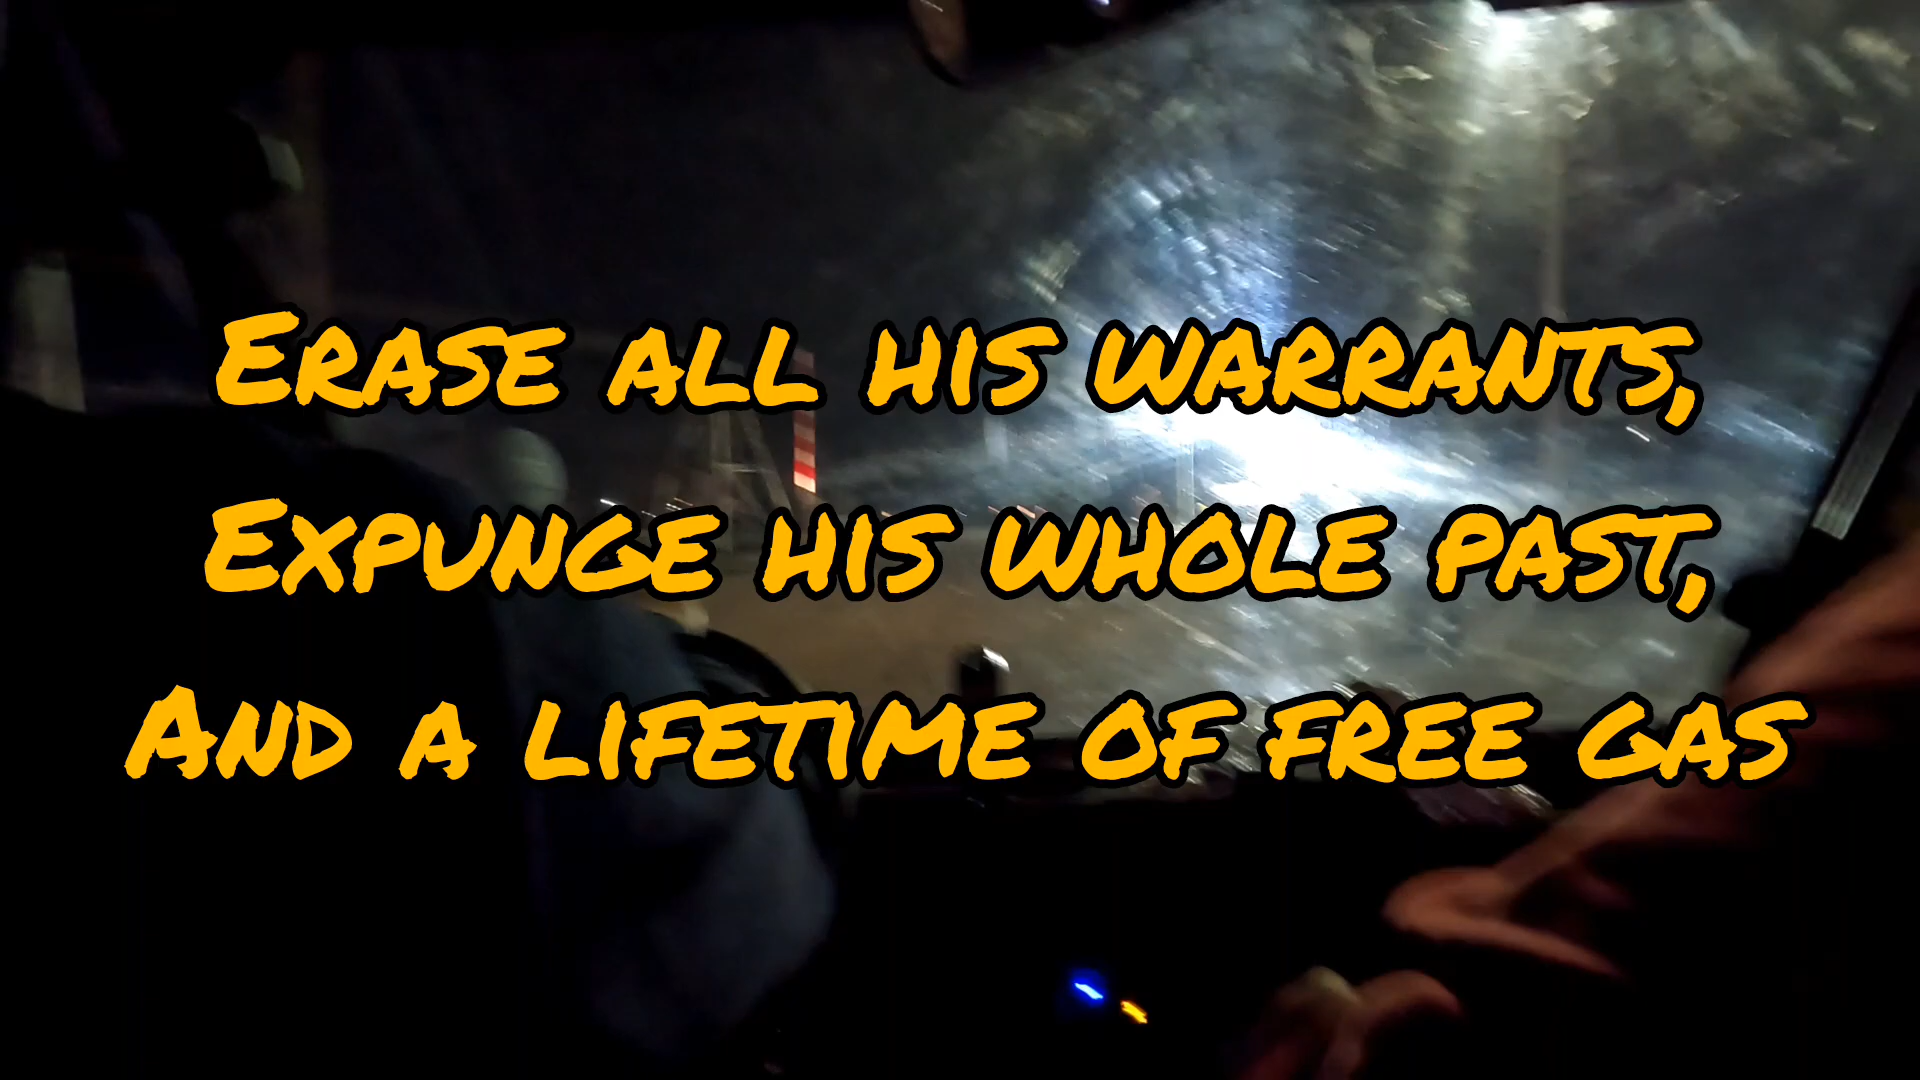 Erase all his warrants,
Expunge his whole past,
And a lifetime of free gas